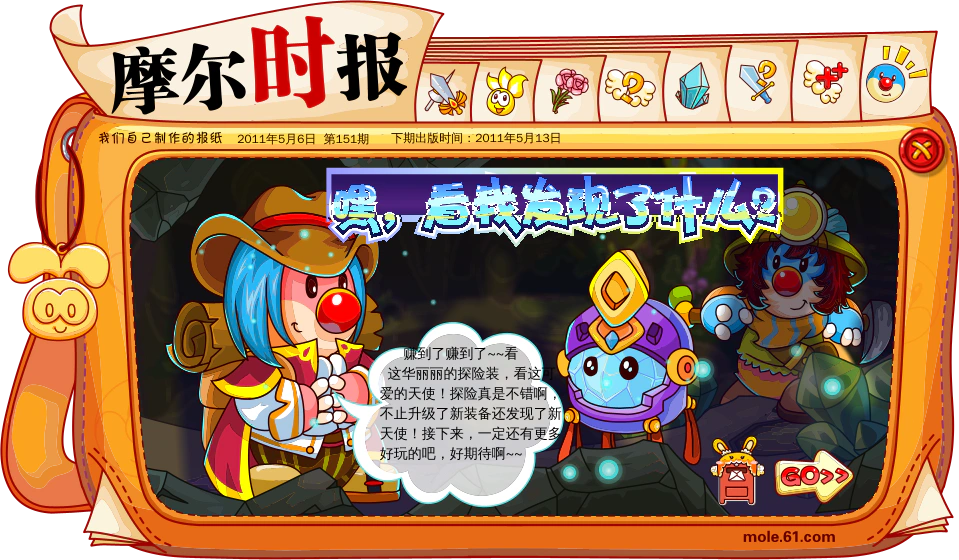 摩尔时报
我们自己制作的报纸 2011年5月6日 第151期 下期出版时间：2011年5月13日
嘿，看我发现了什么?
赚到了赚到了~~看
这华丽丽的探险装，看这可
爱的天使！探险真是不错啊，
不止升级了新装备还发现了新
天使！接下来，一定还有更多
好玩的吧，好期待啊~~
GO>>
mole.61.com